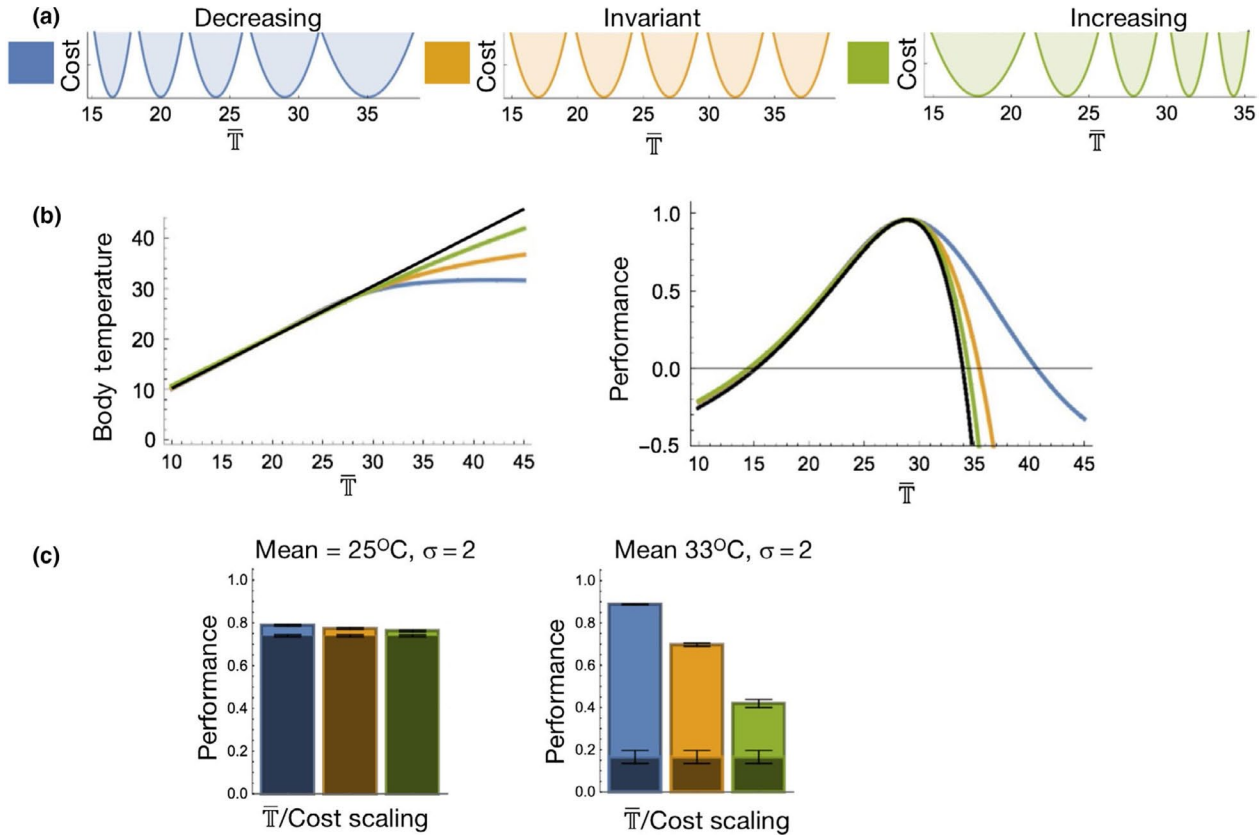 (a)
Decreasing
Invariant
Increasing
Cost
Cost
Cost
15 20 25 30 35
15 20 25 30 35
15 20 25 30 35
𝕋̅
𝕋̅
𝕋̅
(b)
Body temperature
40
30
20
10
0
10 15 20 25 30 35 40 45
𝕋̅
Performance
1.0
0.5
0.0
−0.5
10 15 20 25 30 35 40 45
𝕋̅
(c)
Mean = 25ᴼC, σ = 2
Performance
1.0
0.8
0.6
0.4
0.2
0.0
𝕋̅/Cost scaling
Mean 33ᴼC, σ = 2
Performance
1.0
0.8
0.6
0.4
0.2
0.0
𝕋̅/Cost scaling